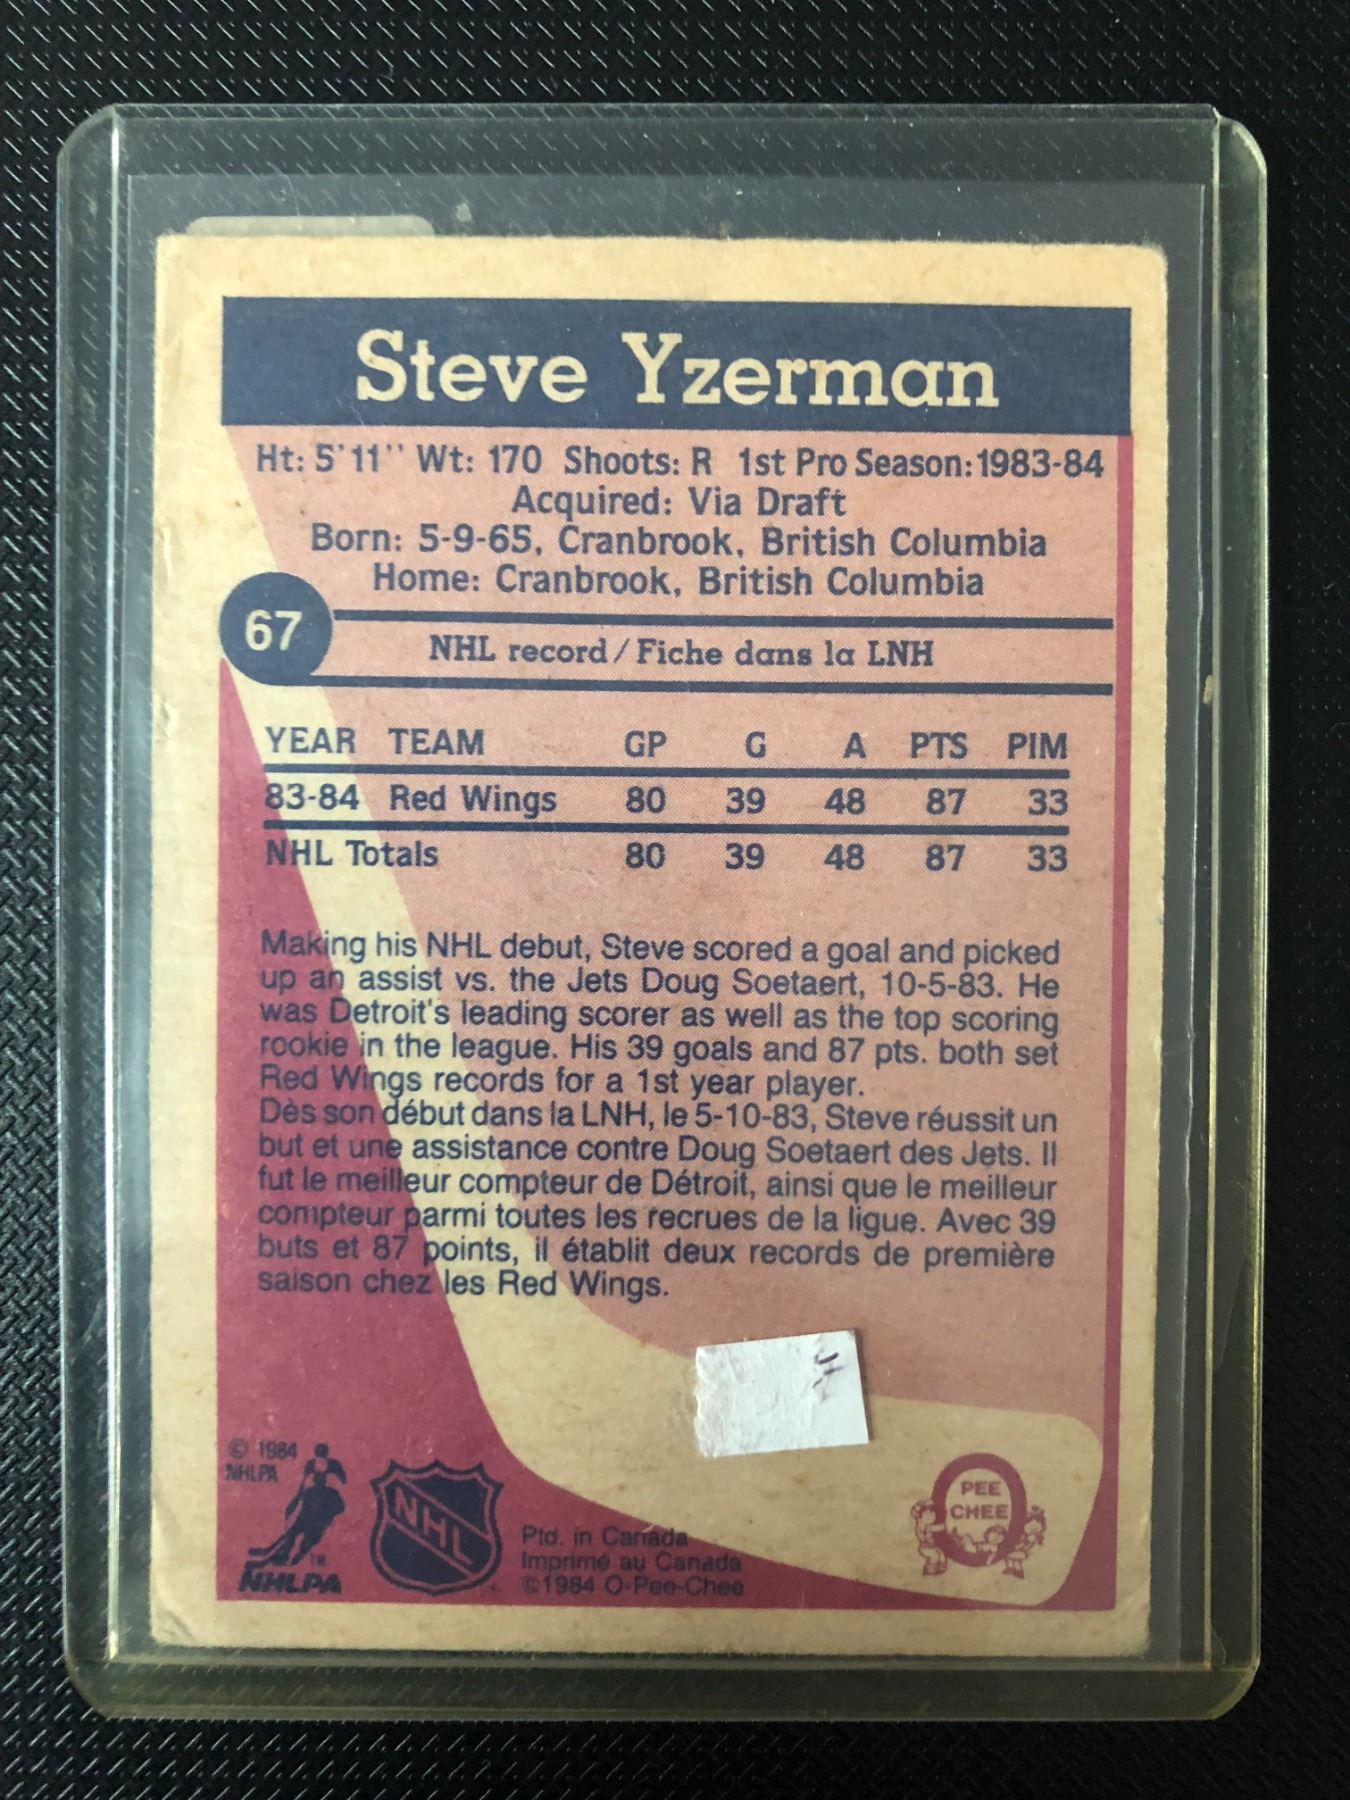 Steve Yzerman
Ht: 5'11" Wt: 170 Shoots: R 1st Pro Season: 1983-84
Acquired: Via Draft
Born: 5-9-65, Cranbrook, British Columbia
Home: Cranbrook, British Columbia
67
NHL record / Fiche dans la LNH
YEAR TEAM GP G A PTS PIM
83-84 Red Wings 80 39 48 87 33
NHL Totals 80 39 48 87 33
Making his NHL debut, Steve scored a goal and picked
up an assist vs. the Jets Doug Soetaert, 10-5-83. He
was Detroit's leading scorer as well as the top scoring
rookie in the league. His 39 goals and 87 pts. both set
Red Wings records for a 1st year player.
Dès son début dans la LNH, le 5-10-83, Steve réussit un
but et une assistance contre Doug Soetaert des Jets. Il
fut le meilleur compteur de Détroit, ainsi que le meilleur
compteur parmi toutes les recrues de la ligue. Avec 39
buts et 87 points, il établit deux records de première
saison chez les Red Wings.
© 1984
NHLPA
TM
NHLPA
NHL
Ptd. in Canada
Imprimé au Canada
©1984 O-Pee-Chee
PEE
CHEE